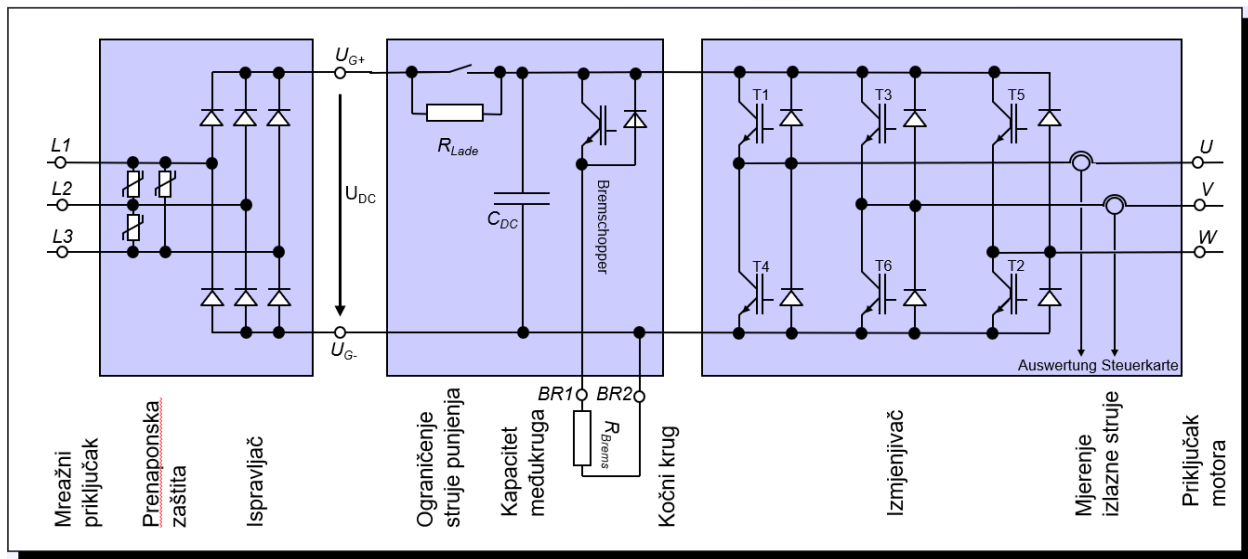 U_G+
L1
L2
L3
U_DC
U_G-
R_Lade
C_DC
Bremschopper
BR1
BR2
R_Brems
T1
T3
T5
T4
T6
T2
U
V
W
Auswertung Steuerkarte
Mreažni
priključak
Prenaponska
zaštita
Ispravljač
Ograničenje
struje punjenja
Kapacitet
međukruga
Kočni krug
Izmjenjivač
Mjerenje
izlazne struje
Priključak
motora